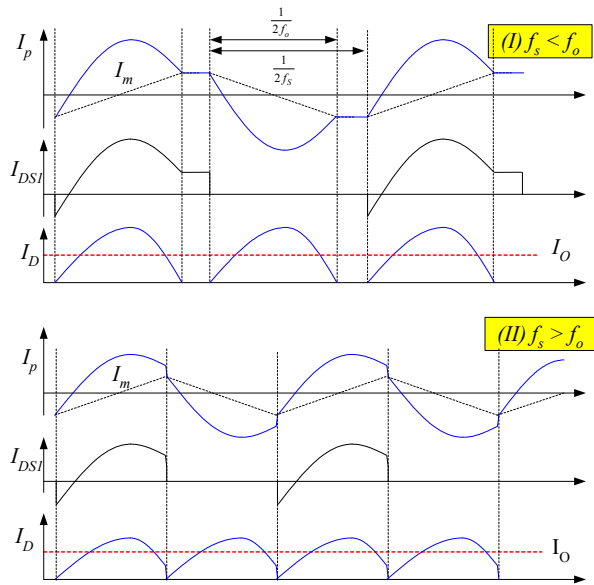 1/(2f_o)
(I) f_s < f_o
I_p
I_m
1/(2f_S)
I_DS1
I_D
I_O
(II) f_s > f_o
I_p
I_m
I_DS1
I_D
I_O